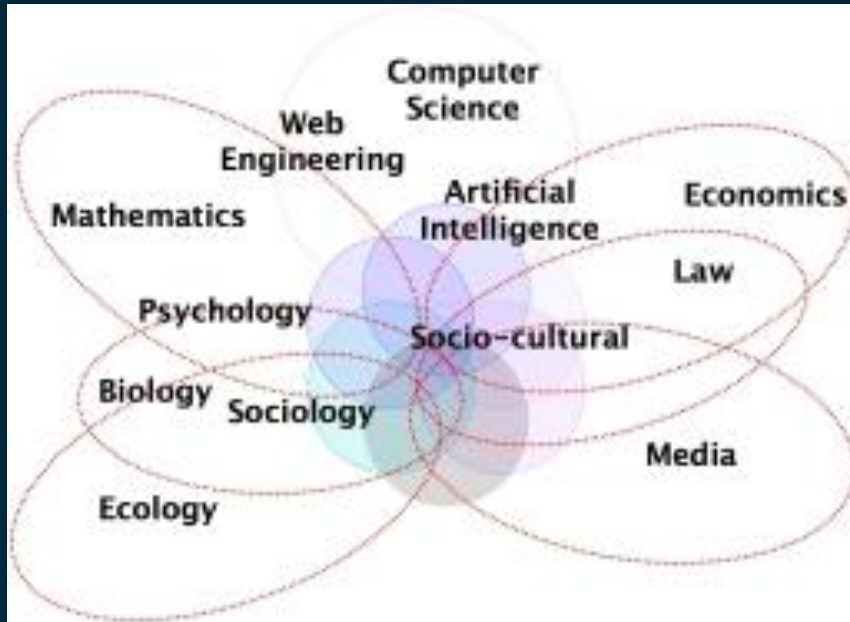 Computer
Science
Web
Engineering
Artificial
Intelligence
Economics
Mathematics
Law
Psychology
Socio-cultural
Biology
Sociology
Media
Ecology